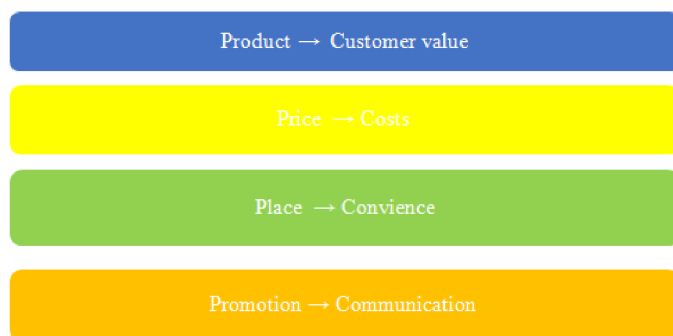 Product → Customer value
Price → Costs
Place → Convience
Promotion → Communication